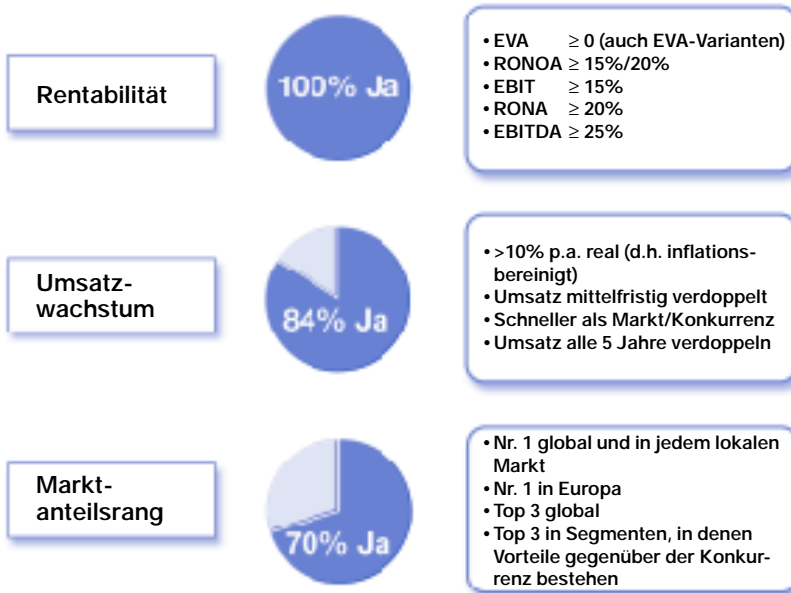 Rentabilität
100% Ja
• EVA ≥ 0 (auch EVA-Varianten)
• RONOA ≥ 15%/20%
• EBIT ≥ 15%
• RONA ≥ 20%
• EBITDA ≥ 25%
Umsatz-
wachstum
84% Ja
• >10% p.a. real (d.h. inflations-
bereinigt)
• Umsatz mittelfristig verdoppelt
• Schneller als Markt/Konkurrenz
• Umsatz alle 5 Jahre verdoppeln
Markt-
anteilsrang
70% Ja
• Nr. 1 global und in jedem lokalen
Markt
• Nr. 1 in Europa
• Top 3 global
• Top 3 in Segmenten, in denen
Vorteile gegenüber der Konkur-
renz bestehen